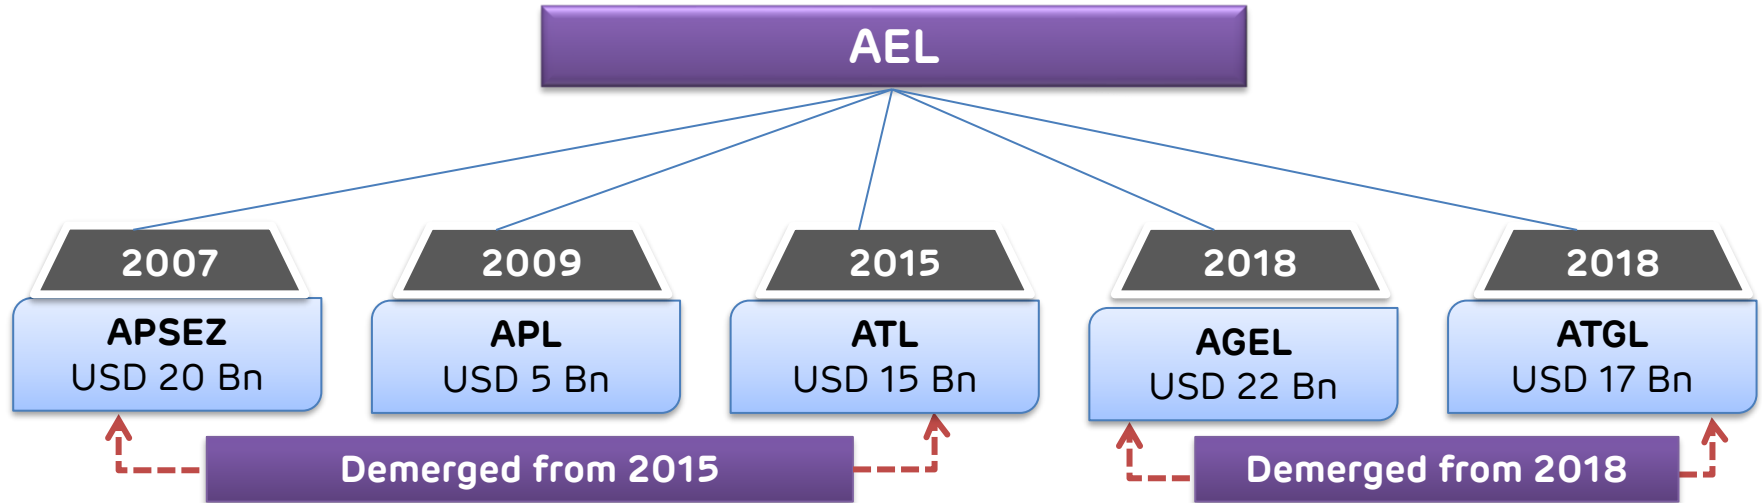 AEL
2007
2009
2015
2018
2018
APSEZ
USD 20 Bn
APL
USD 5 Bn
ATL
USD 15 Bn
AGEL
USD 22 Bn
ATGL
USD 17 Bn
Demerged from 2015
Demerged from 2018